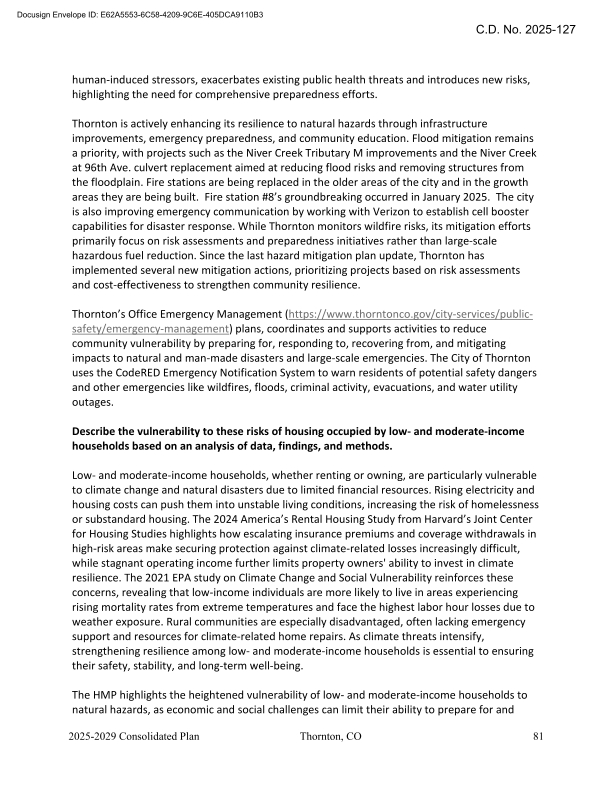 Docusign Envelope ID: E62A5553-6C58-4209-9C6E-405DCA9110B3
C.D. No. 2025-127
human-induced stressors, exacerbates existing public health threats and introduces new risks,
highlighting the need for comprehensive preparedness efforts.
Thornton is actively enhancing its resilience to natural hazards through infrastructure
improvements, emergency preparedness, and community education. Flood mitigation remains
a priority, with projects such as the Niver Creek Tributary M improvements and the Niver Creek
at 96th Ave. culvert replacement aimed at reducing flood risks and removing structures from
the floodplain. Fire stations are being replaced in the older areas of the city and in the growth
areas they are being built.  Fire station #8's groundbreaking occurred in January 2025.  The city
is also improving emergency communication by working with Verizon to establish cell booster
capabilities for disaster response. While Thornton monitors wildfire risks, its mitigation efforts
primarily focus on risk assessments and preparedness initiatives rather than large-scale
hazardous fuel reduction. Since the last hazard mitigation plan update, Thornton has
implemented several new mitigation actions, prioritizing projects based on risk assessments
and cost-effectiveness to strengthen community resilience.
Thornton's Office Emergency Management (https://www.thorntonco.gov/city-services/public-
safety/emergency-management) plans, coordinates and supports activities to reduce
community vulnerability by preparing for, responding to, recovering from, and mitigating
impacts to natural and man-made disasters and large-scale emergencies. The City of Thornton
uses the CodeRED Emergency Notification System to warn residents of potential safety dangers
and other emergencies like wildfires, floods, criminal activity, evacuations, and water utility
outages.
Describe the vulnerability to these risks of housing occupied by low- and moderate-income
households based on an analysis of data, findings, and methods.
Low- and moderate-income households, whether renting or owning, are particularly vulnerable
to climate change and natural disasters due to limited financial resources. Rising electricity and
housing costs can push them into unstable living conditions, increasing the risk of homelessness
or substandard housing. The 2024 America's Rental Housing Study from Harvard's Joint Center
for Housing Studies highlights how escalating insurance premiums and coverage withdrawals in
high-risk areas make securing protection against climate-related losses increasingly difficult,
while stagnant operating income further limits property owners' ability to invest in climate
resilience. The 2021 EPA study on Climate Change and Social Vulnerability reinforces these
concerns, revealing that low-income individuals are more likely to live in areas experiencing
rising mortality rates from extreme temperatures and face the highest labor hour losses due to
weather exposure. Rural communities are especially disadvantaged, often lacking emergency
support and resources for climate-related home repairs. As climate threats intensify,
strengthening resilience among low- and moderate-income households is essential to ensuring
their safety, stability, and long-term well-being.
The HMP highlights the heightened vulnerability of low- and moderate-income households to
natural hazards, as economic and social challenges can limit their ability to prepare for and
2025-2029 Consolidated Plan
Thornton, CO
81